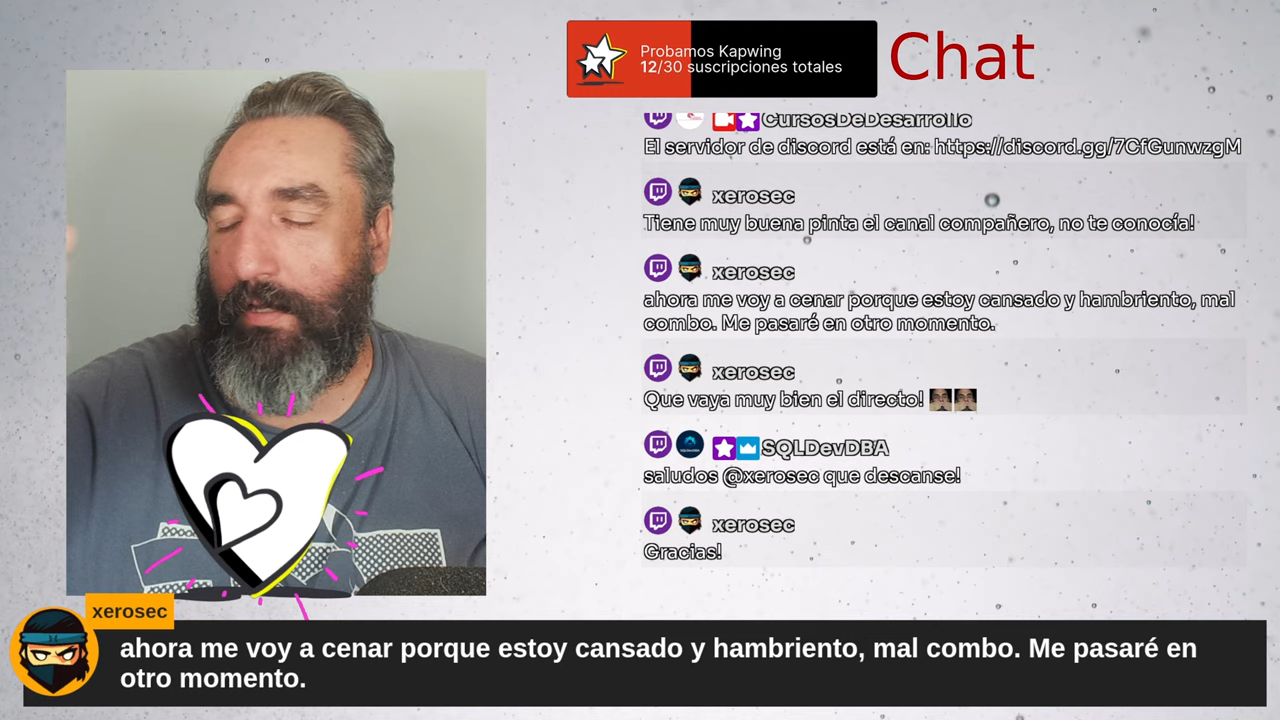 Probamos Kapwing
12/30 suscripciones totales
Chat
CursosDeDesarrollo
El servidor de discord está en: https://discord.gg/7CfGunwzgM
xerosec
Tiene muy buena pinta el canal compañero, no te conocía!
xerosec
ahora me voy a cenar porque estoy cansado y hambriento, mal
combo. Me pasaré en otro momento.
xerosec
Que vaya muy bien el directo!
SQLDevDBA
saludos @xerosec que descanse!
xerosec
Gracias!
xerosec
ahora me voy a cenar porque estoy cansado y hambriento, mal combo. Me pasaré en
otro momento.